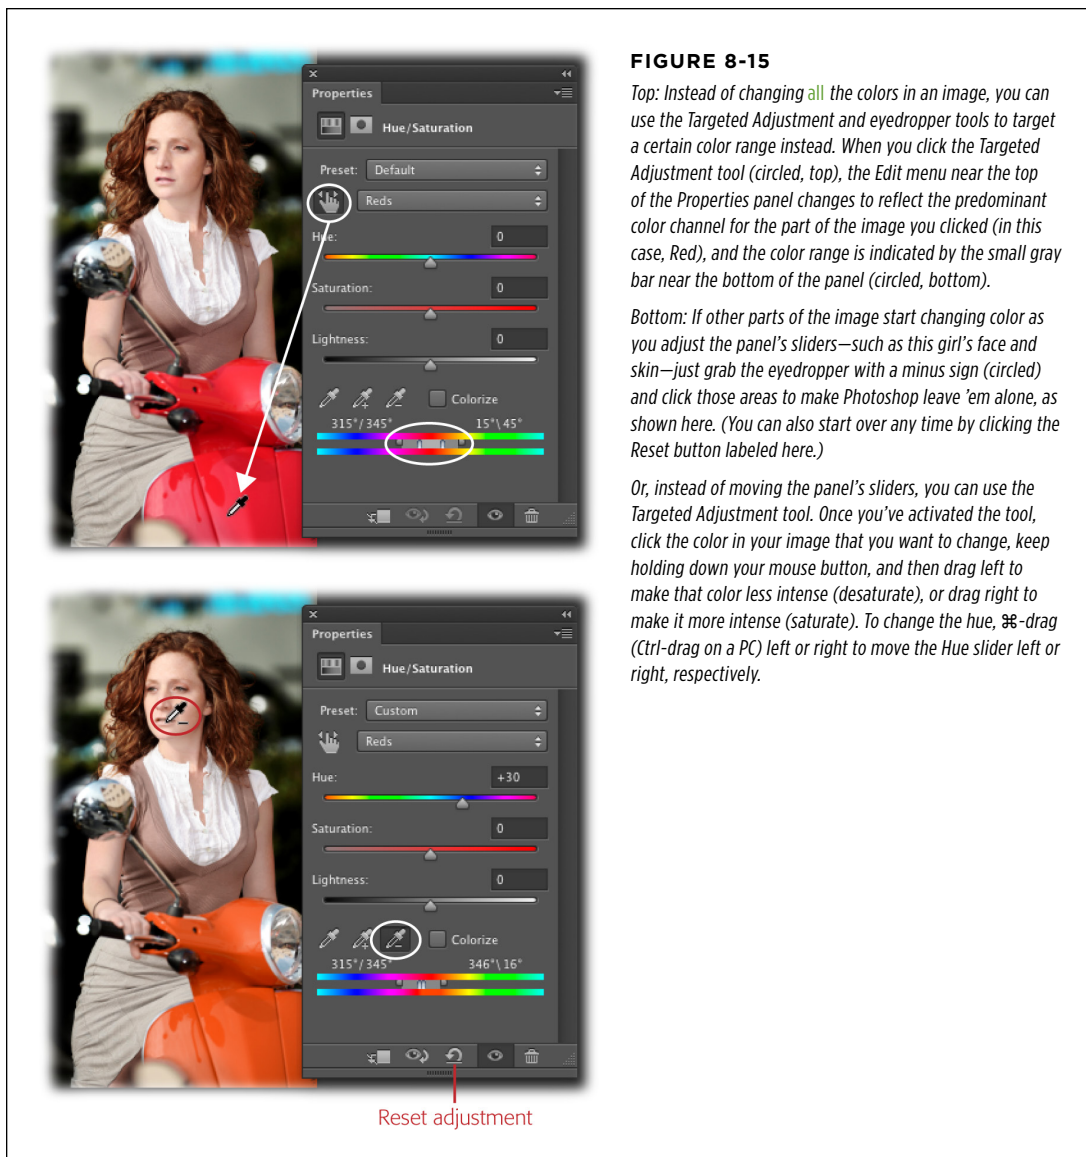 Properties
Hue/Saturation
Preset: Default
Reds
Hue: 0
Saturation: 0
Lightness: 0
Colorize
315°/345° 15°\45°
FIGURE 8-15
Top: Instead of changing all the colors in an image, you can
use the Targeted Adjustment and eyedropper tools to target
a certain color range instead. When you click the Targeted
Adjustment tool (circled, top), the Edit menu near the top
of the Properties panel changes to reflect the predominant
color channel for the part of the image you clicked (in this
case, Red), and the color range is indicated by the small gray
bar near the bottom of the panel (circled, bottom).
Bottom: If other parts of the image start changing color as
you adjust the panel’s sliders—such as this girl’s face and
skin—just grab the eyedropper with a minus sign (circled)
and click those areas to make Photoshop leave ’em alone, as
shown here. (You can also start over any time by clicking the
Reset button labeled here.)
Or, instead of moving the panel’s sliders, you can use the
Targeted Adjustment tool. Once you’ve activated the tool,
click the color in your image that you want to change, keep
holding down your mouse button, and then drag left to
make that color less intense (desaturate), or drag right to
make it more intense (saturate). To change the hue, ⌘-drag
(Ctrl-drag on a PC) left or right to move the Hue slider left or
right, respectively.
Properties
Hue/Saturation
Preset: Custom
Reds
Hue: +30
Saturation: 0
Lightness: 0
Colorize
315°/345° 346°\16°
Reset adjustment